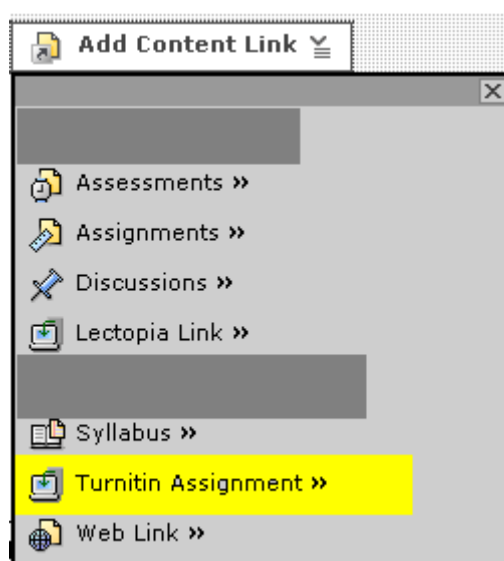 Add Content Link
Assessments »
Assignments »
Discussions »
Lectopia Link »
Syllabus »
Turnitin Assignment »
Web Link »